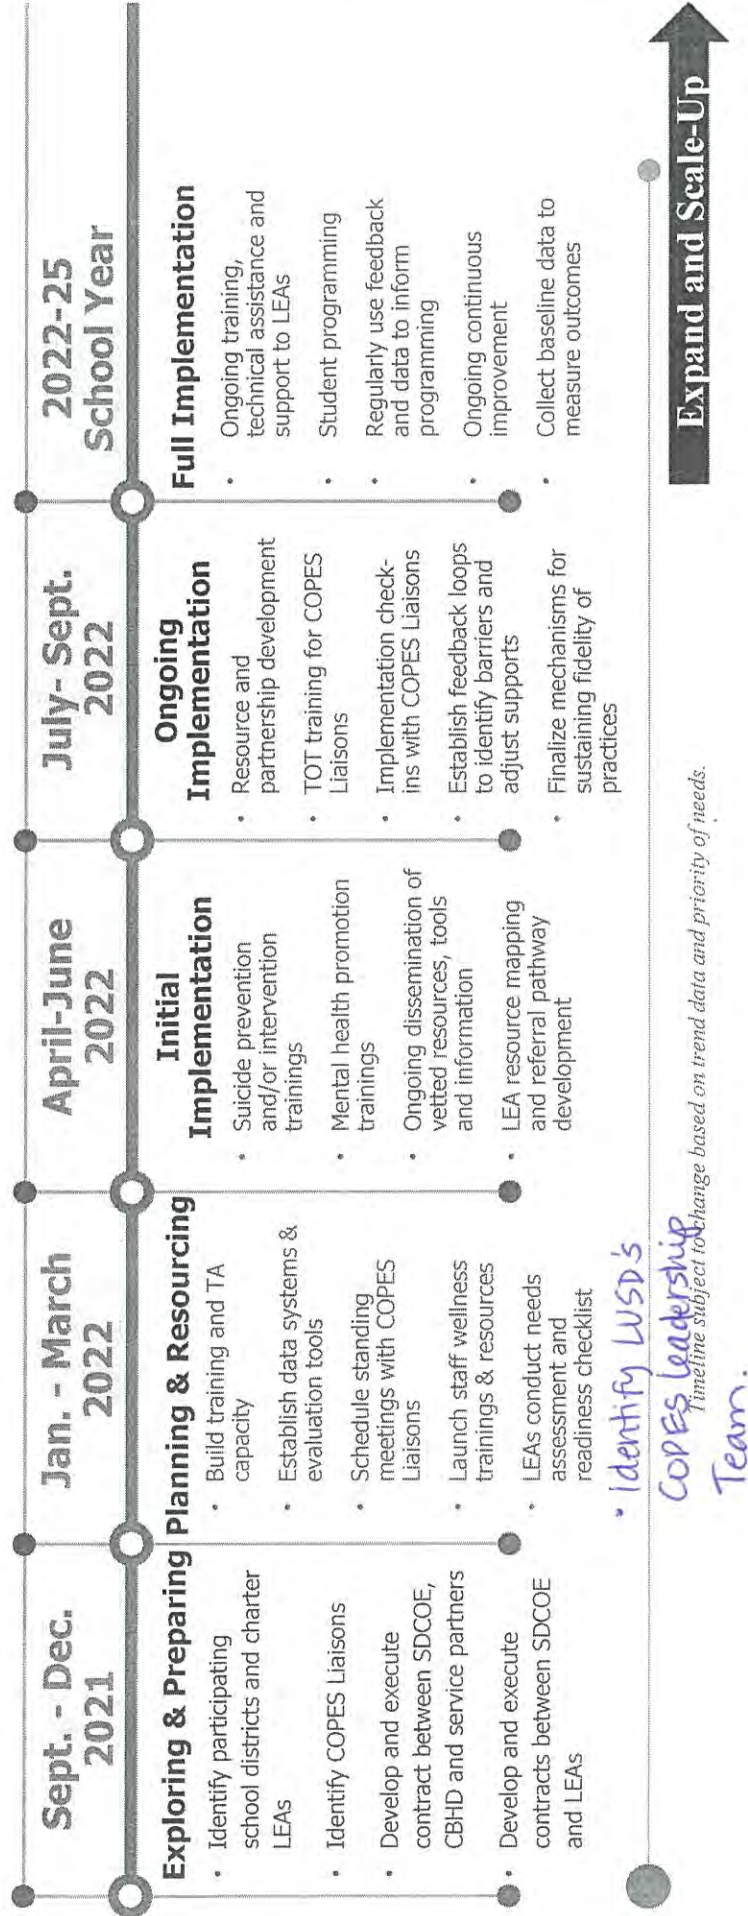 Sept. - Dec.
2021
Exploring & Preparing
• Identify participating
school districts and charter
LEAs
• Identify COPES Liaisons
• Develop and execute
contract between SDCOE,
CBHD and service partners
• Develop and execute
contracts between SDCOE
and LEAs
Jan. - March
2022
Planning & Resourcing
• Build training and TA
capacity
• Establish data systems &
evaluation tools
• Schedule standing
meetings with COPES
Liaisons
• Launch staff wellness
trainings & resources
• LEAs conduct needs
assessment and
readiness checklist
• Identify LUSD's
COPES Leadership
Team.
April-June
2022
Initial
Implementation
• Suicide prevention
and/or intervention
trainings
• Mental health promotion
trainings
• Ongoing dissemination of
vetted resources, tools
and information
• LEA resource mapping
and referral pathway
development
July- Sept.
2022
Ongoing
Implementation
• Resource and
partnership development
• TOT training for COPES
Liaisons
• Implementation check-
ins with COPES Liaisons
• Establish feedback loops
to identify barriers and
adjust supports
• Finalize mechanisms for
sustaining fidelity of
practices
2022-25
School Year
Full Implementation
• Ongoing training,
technical assistance and
support to LEAs
• Student programming
• Regularly use feedback
and data to inform
programming
• Ongoing continuous
improvement
• Collect baseline data to
measure outcomes
Expand and Scale-Up
Timeline subject to change based on trend data and priority of needs.